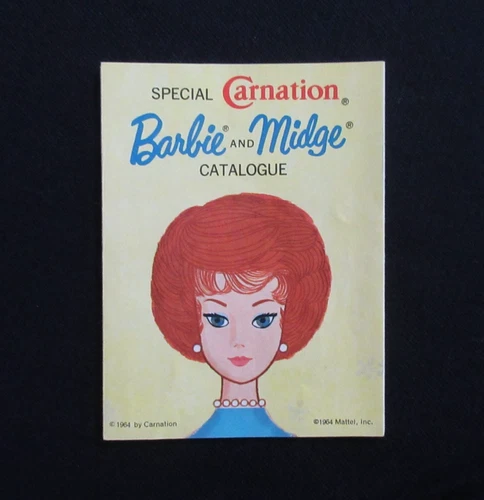 SPECIAL Carnation®
Barbie® AND Midge®
CATALOGUE
© 1964 by Carnation
©1964 Mattel, Inc.